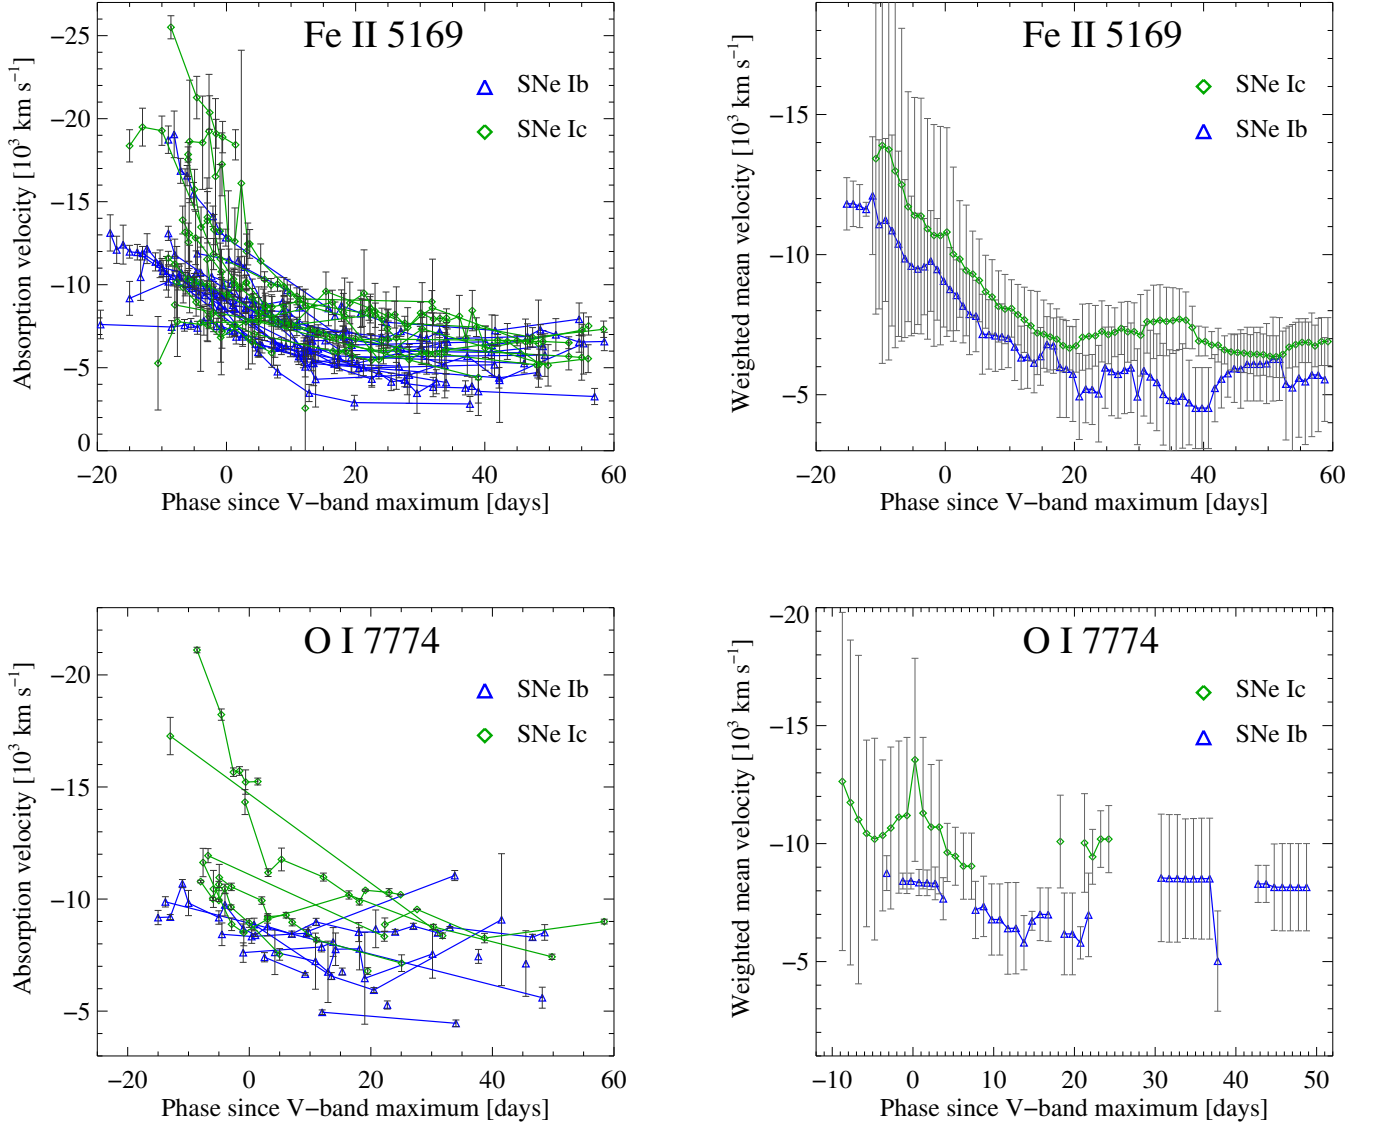 Fe II 5169
SNe Ib
SNe Ic
−25
−20
−15
−10
−5
0
Absorption velocity [10³ km s⁻¹]
−20 0 20 40 60
Phase since V−band maximum [days]
Fe II 5169
SNe Ic
SNe Ib
−15
−10
−5
Weighted mean velocity [10³ km s⁻¹]
−20 0 20 40 60
Phase since V−band maximum [days]
O I 7774
SNe Ib
SNe Ic
−20
−15
−10
−5
Absorption velocity [10³ km s⁻¹]
−20 0 20 40 60
Phase since V−band maximum [days]
O I 7774
SNe Ic
SNe Ib
−20
−15
−10
−5
Weighted mean velocity [10³ km s⁻¹]
−10 0 10 20 30 40 50
Phase since V−band maximum [days]